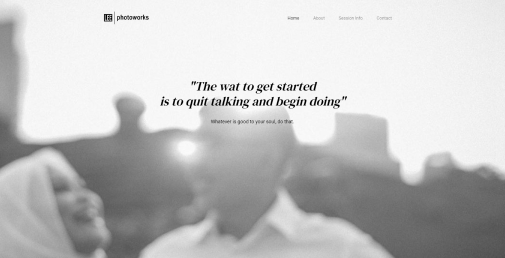 photoworks
Home About Session Info Contact
"The wat to get started
is to quit talking and begin doing"
Whatever is good to your soul, do that.